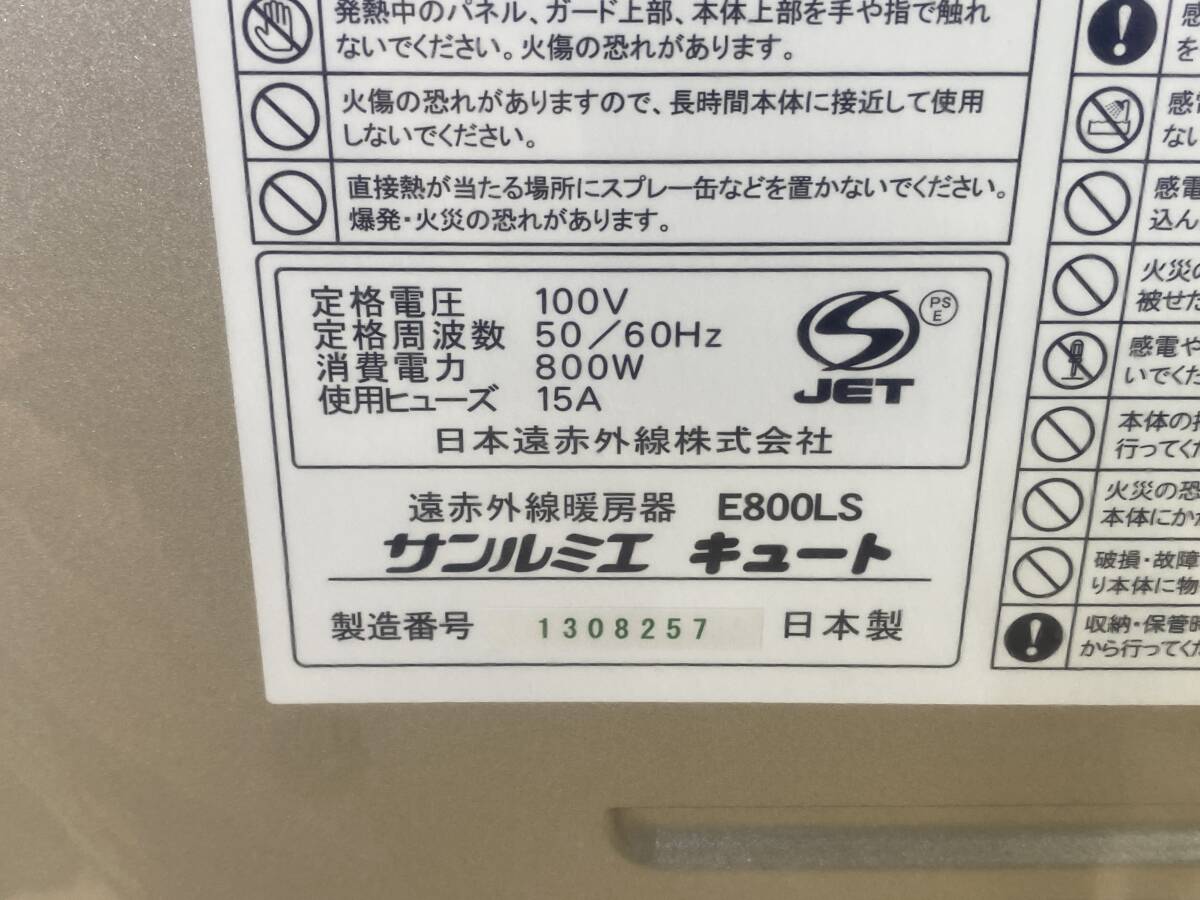 発熱中のパネル、ガード上部、本体上部を手や指で触れ
ないでください。火傷の恐れがあります。
火傷の恐れがありますので、長時間本体に接近して使用
しないでください。
直接熱が当たる場所にスプレー缶などを置かないでください。
爆発・火災の恐れがあります。
定格電圧 100V
定格周波数 50/60Hz
消費電力 800W
使用ヒューズ 15A
JET
PS
E
日本遠赤外線株式会社
遠赤外線暖房器 E800LS
サンルミエ キュート
製造番号 1308257 日本製
感
を
感電
ない
感電
込ん
火災の
被せた
感電や
いでくだ
本体の
行ってくだ
火災の恐
本体にか
破損・故障
り本体に物
収納・保管時
から行ってくだ